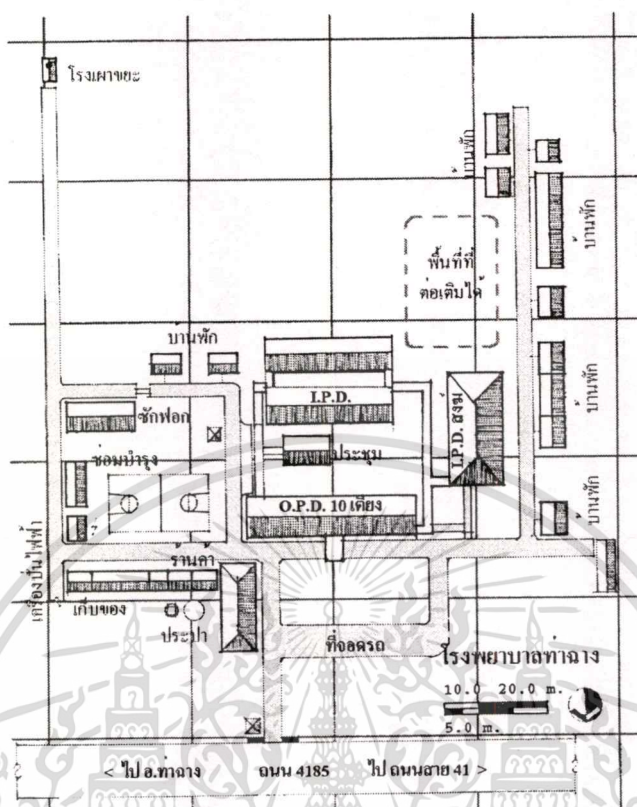 โรงเผาขยะ
บ้านพัก
บ้านพัก
พื้นที่ที่
ต่อเติมได้
บ้านพัก
I.P.D.
I.P.D. สงฆ์
บ้านพัก
ซักฟอก
ประชุม
ซ่อมบำรุง
O.P.D. 10 เตียง
บ้านพัก
เครื่องปั่นไฟฟ้า
ร้านค้า
เก็บของ
ประปา
ที่จอดรถ
โรงพยาบาลท่าฉาง
10.0 20.0 m.
5.0 m.
< ไป อ.ท่าฉาง ถนน 4185 ไป ถนนสาย 41 >